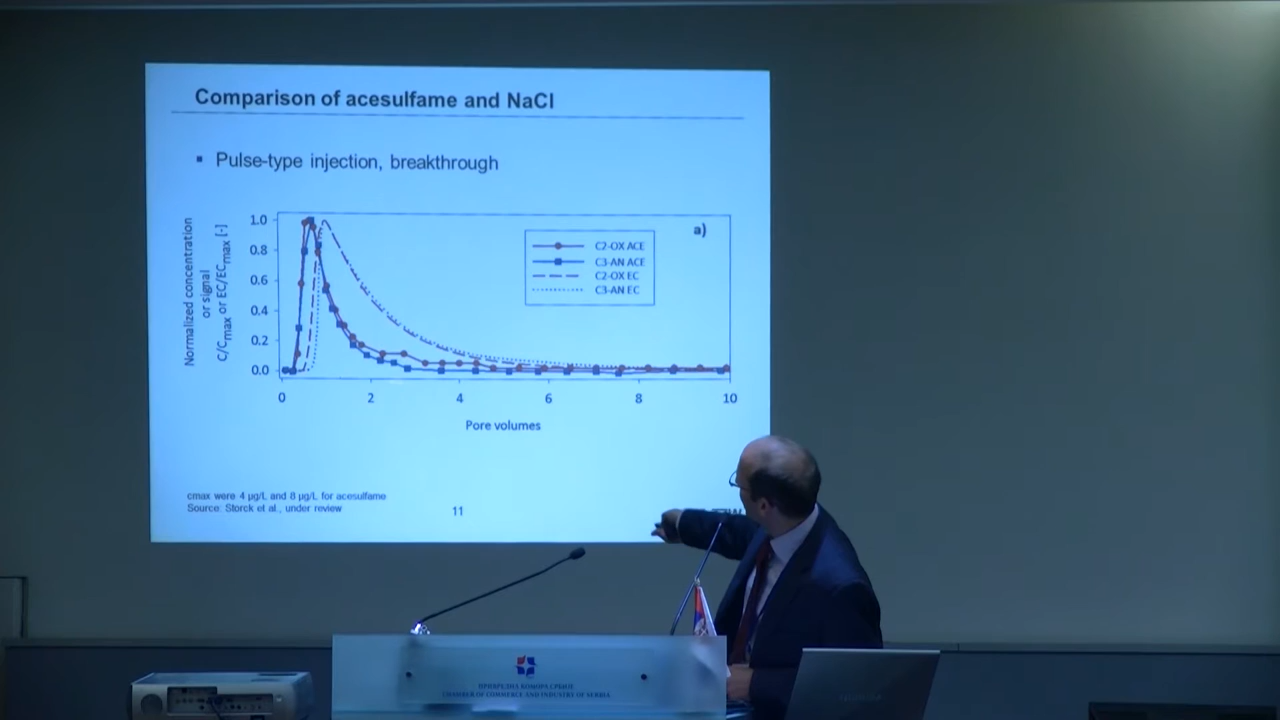 Comparison of acesulfame and NaCl
▪ Pulse-type injection, breakthrough
Normalized concentration
or signal
C/Cmax or EC/ECmax [-]
1.0
0.8
0.6
0.4
0.2
0.0
a)
C2-OX ACE
C3-AN ACE
C2-OX EC
C3-AN EC
0 2 4 6 8 10
Pore volumes
cmax were 4 µg/L and 8 µg/L for acesulfame
Source: Storck et al., under review
11
ПРИВРЕДНА КОМОРА СРБИЈЕ
CHAMBER OF COMMERCE AND INDUSTRY OF SERBIA